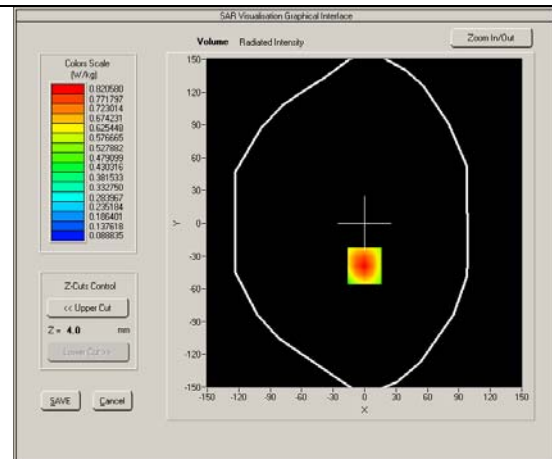 SAR Visualisation Graphical Interface
Volume Radiated Intensity
Zoom In/Out
Colors Scale
(W/kg)
0.820580
0.771797
0.723014
0.674231
0.625448
0.576665
0.527882
0.479099
0.430316
0.381533
0.332750
0.283967
0.235184
0.186401
0.137618
0.088835
Z-Cuts Control
<< Upper Cut
Z = 4.0 mm
Lower Cut >>
SAVE Cancel
150
120
90
60
30
0
-30
-60
-90
-120
-150
Y
-150 -120 -90 -60 -30 0 30 60 90 120 150
X